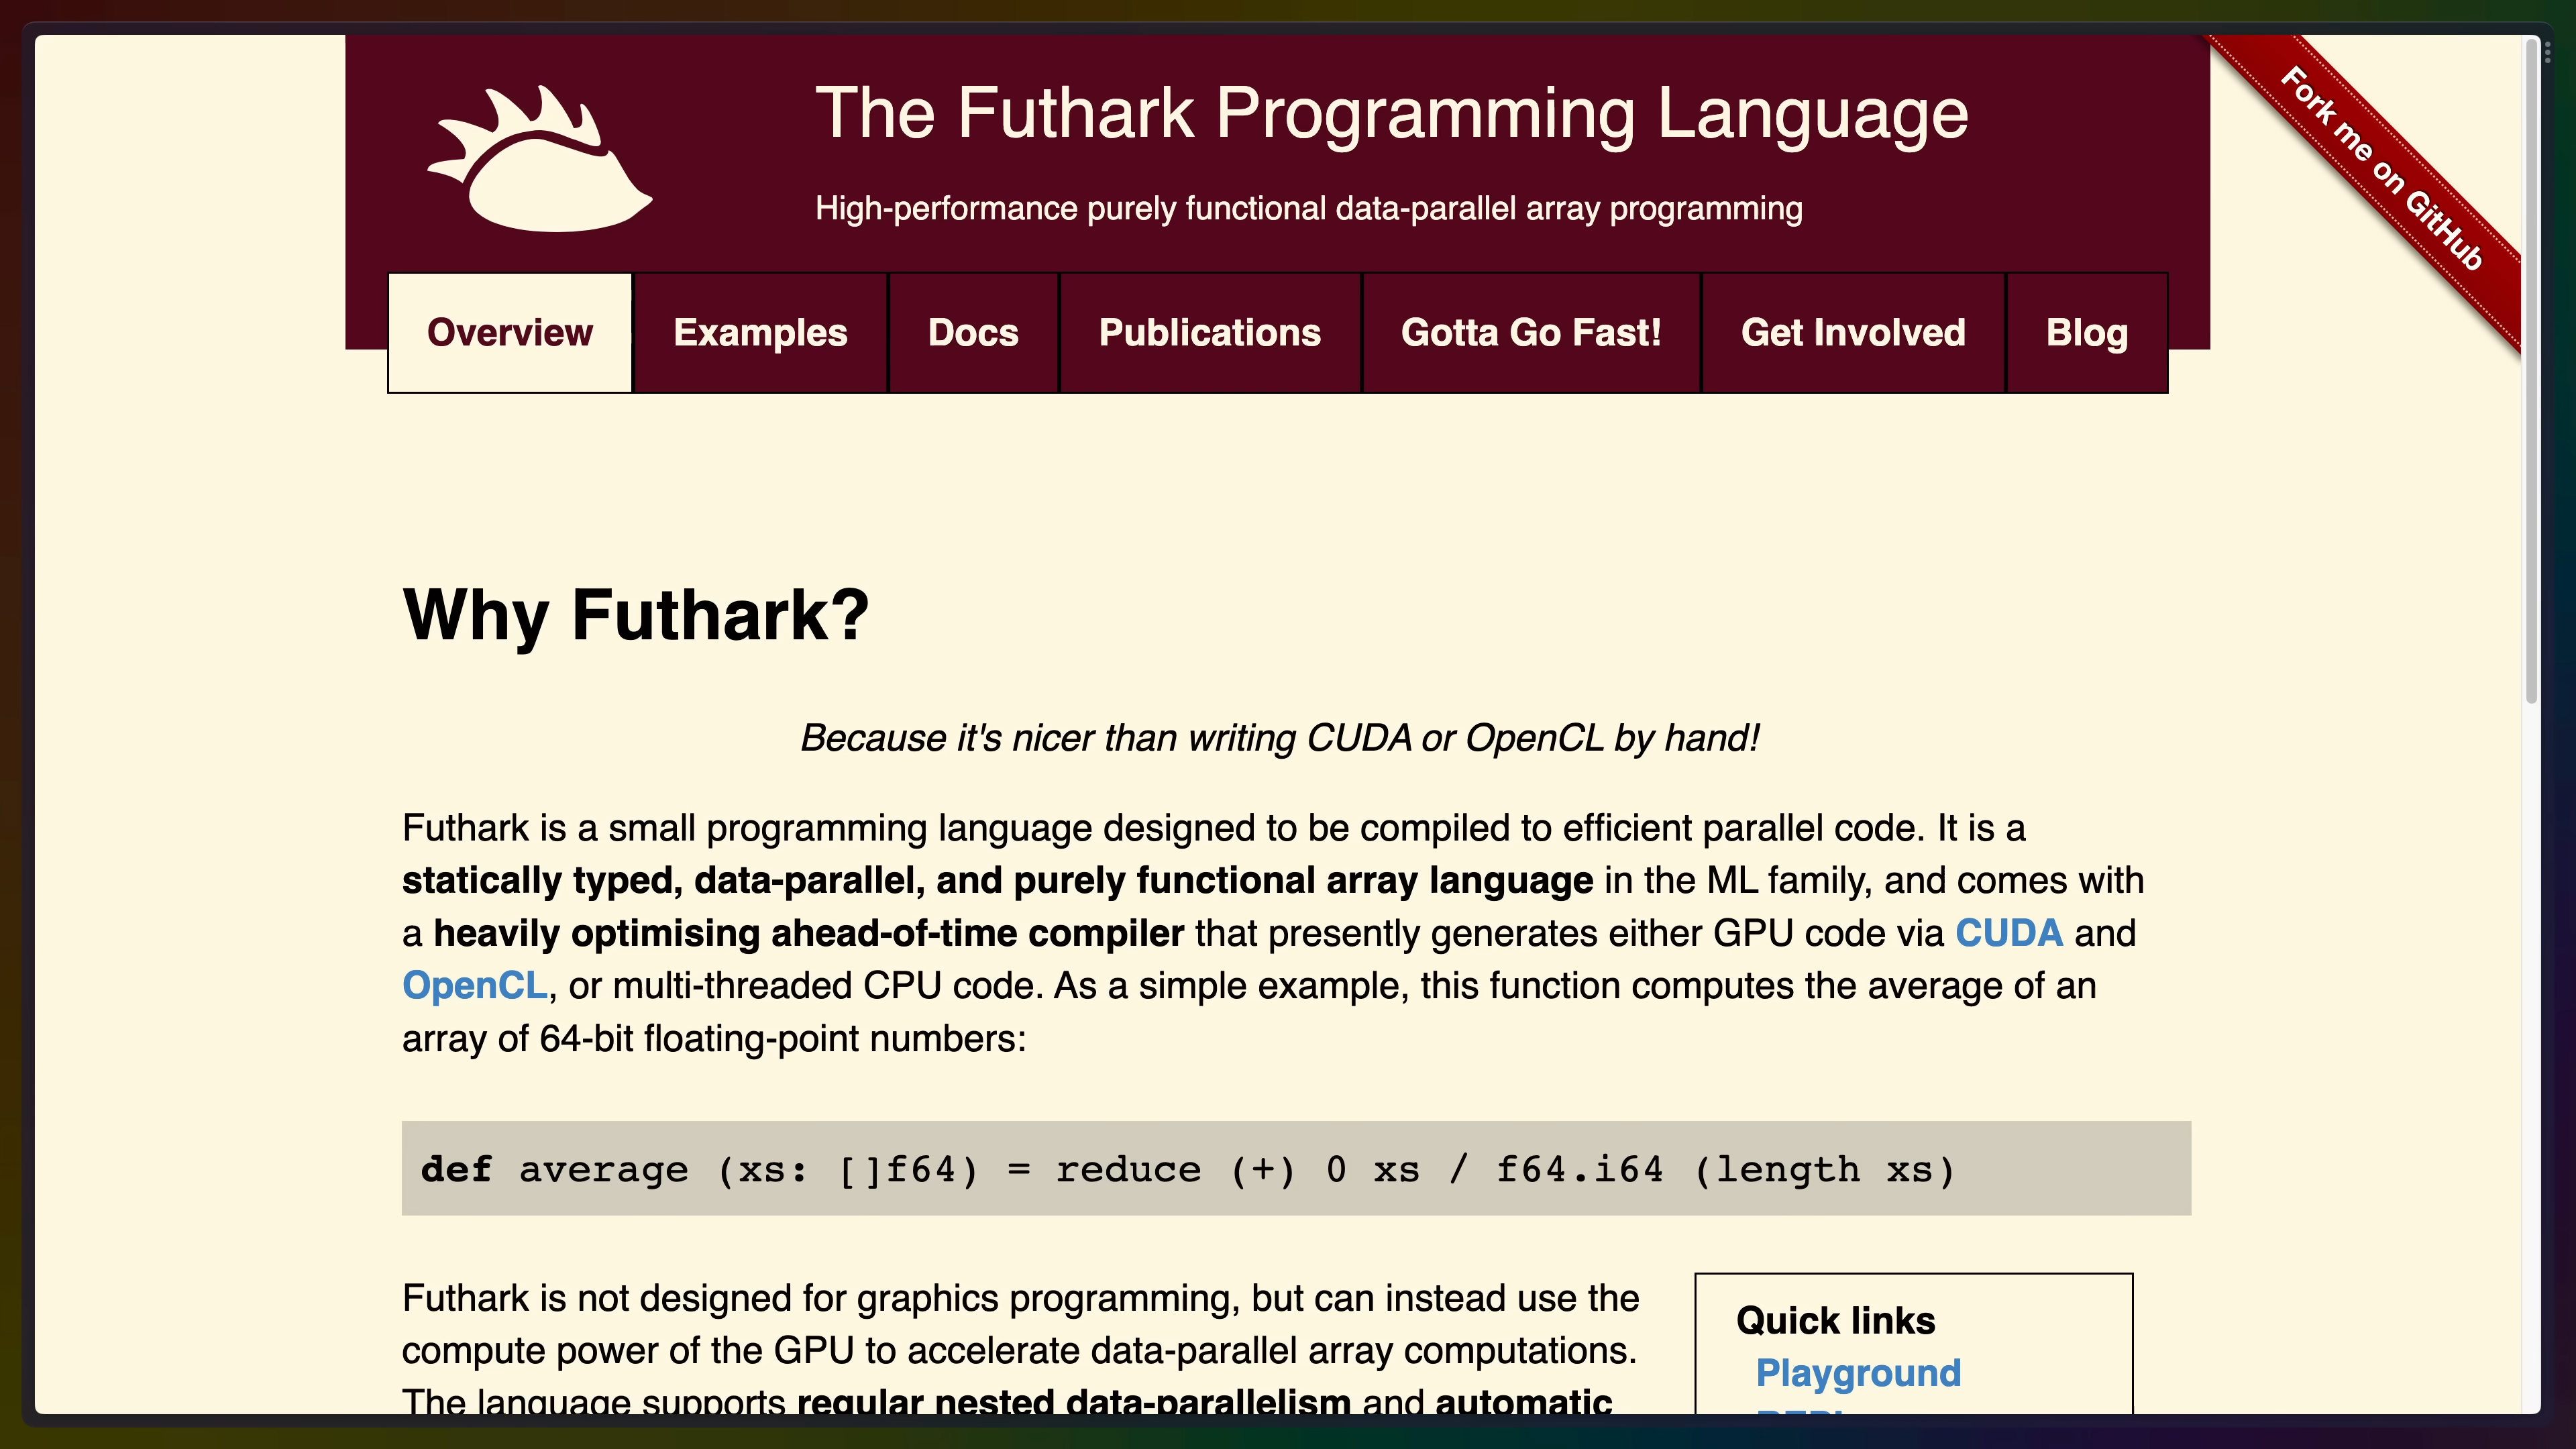 The Futhark Programming Language
High-performance purely functional data-parallel array programming
Fork me on GitHub
Overview
Examples
Docs
Publications
Gotta Go Fast!
Get Involved
Blog
Why Futhark?
Because it's nicer than writing CUDA or OpenCL by hand!
Futhark is a small programming language designed to be compiled to efficient parallel code. It is a
statically typed, data-parallel, and purely functional array language in the ML family, and comes with
a heavily optimising ahead-of-time compiler that presently generates either GPU code via CUDA and
OpenCL, or multi-threaded CPU code. As a simple example, this function computes the average of an
array of 64-bit floating-point numbers:
def average (xs: []f64) = reduce (+) 0 xs / f64.i64 (length xs)
Futhark is not designed for graphics programming, but can instead use the
compute power of the GPU to accelerate data-parallel array computations.
The language supports regular nested data-parallelism and automatic
Quick links
Playground